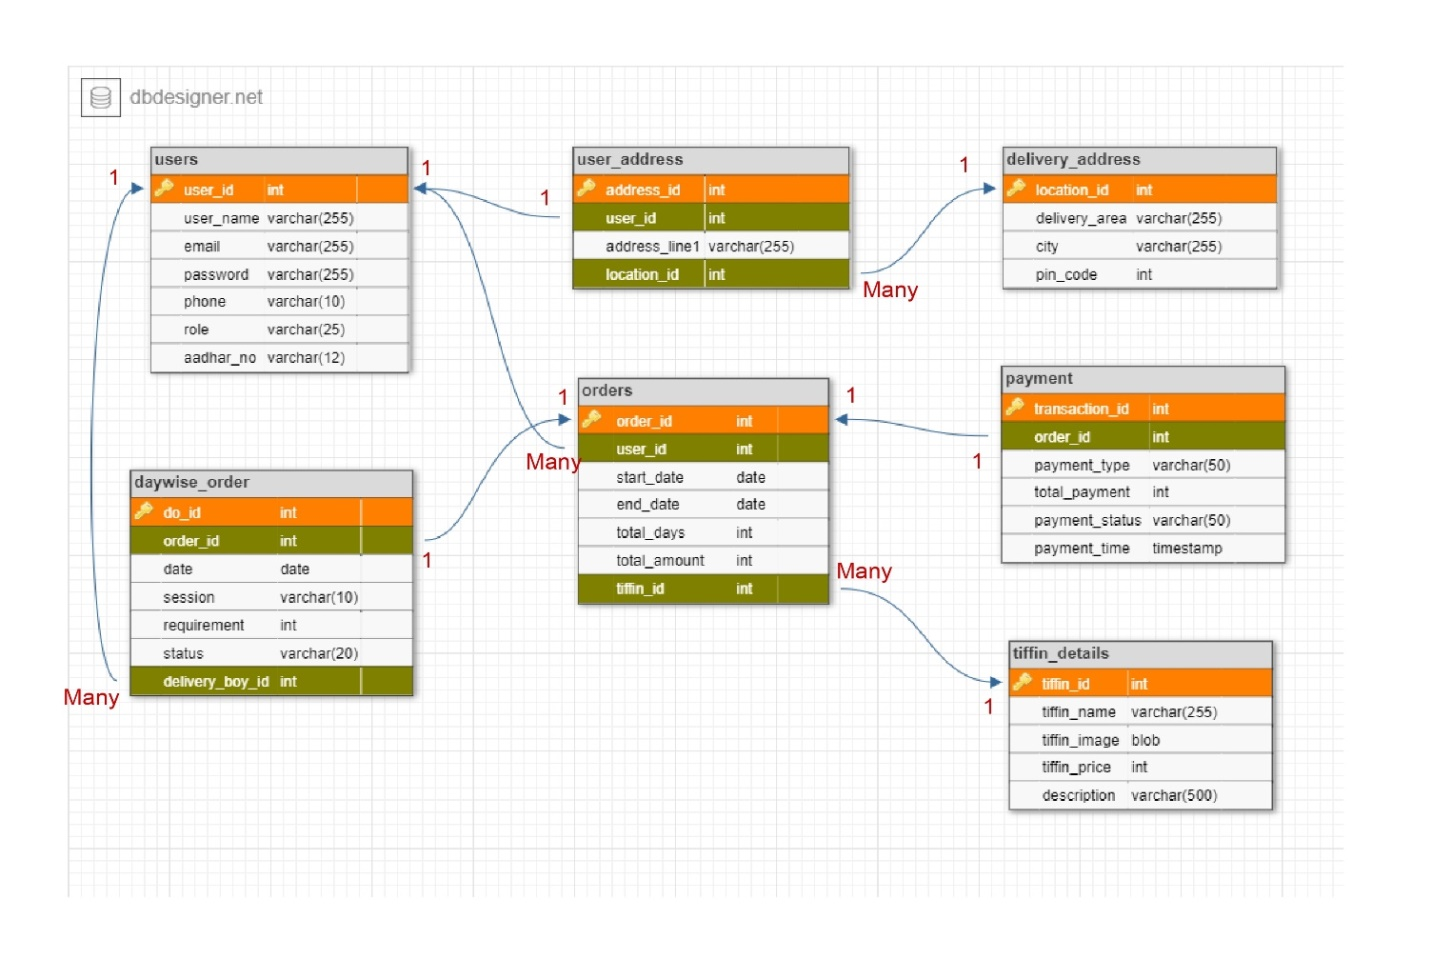 dbdesigner.net
users
1
1
user_id int
user_name varchar(255)
email varchar(255)
password varchar(255)
phone varchar(10)
role varchar(25)
aadhar_no varchar(12)
user_address
1
address_id int
user_id int
address_line1 varchar(255)
location_id int
Many
delivery_address
1
location_id int
delivery_area varchar(255)
city varchar(255)
pin_code int
orders
1
1
order_id int
user_id int
Many
start_date date
end_date date
total_days int
total_amount int
tiffin_id int
Many
payment
transaction_id int
order_id int
1
payment_type varchar(50)
total_payment int
payment_status varchar(50)
payment_time timestamp
daywise_order
do_id int
order_id int
1
date date
session varchar(10)
requirement int
status varchar(20)
delivery_boy_id int
Many
tiffin_details
tiffin_id int
1
tiffin_name varchar(255)
tiffin_image blob
tiffin_price int
description varchar(500)